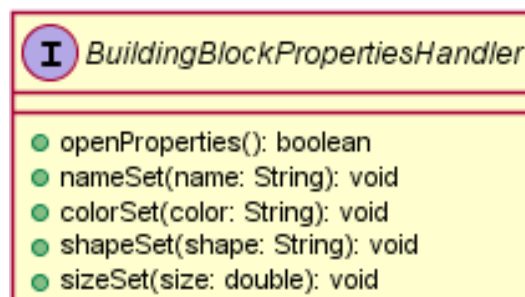 I BuildingBlockPropertiesHandler
openProperties(): boolean
nameSet(name: String): void
colorSet(color: String): void
shapeSet(shape: String): void
sizeSet(size: double): void